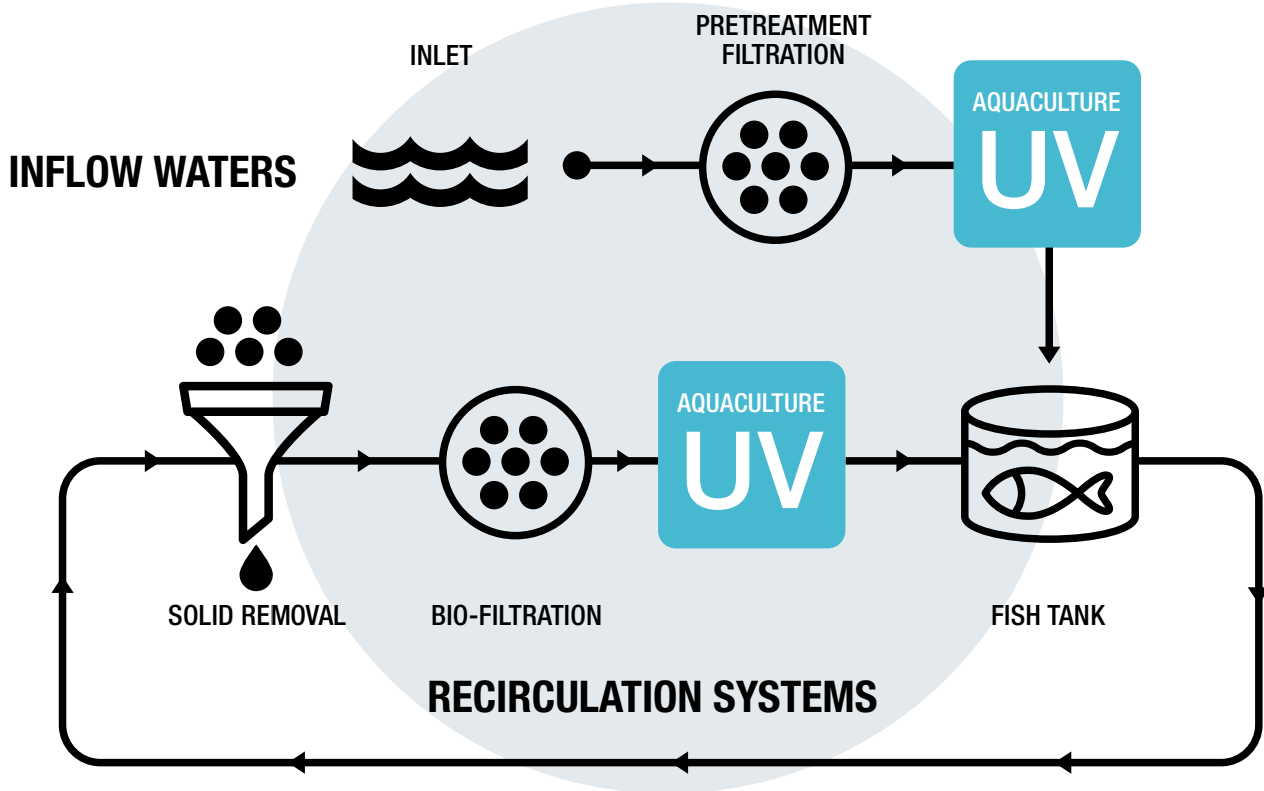 INLET
PRETREATMENT
FILTRATION
AQUACULTURE
UV
INFLOW WATERS
AQUACULTURE
UV
SOLID REMOVAL
BIO-FILTRATION
FISH TANK
RECIRCULATION SYSTEMS